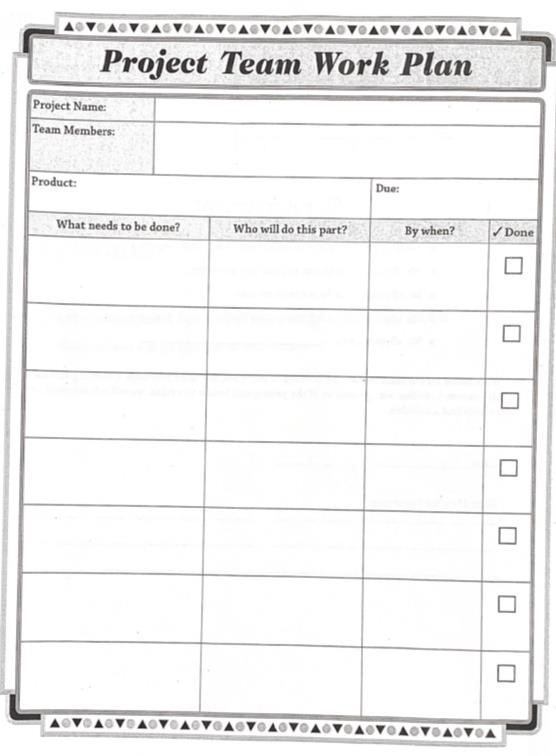 Project Team Work Plan
Project Name:
Team Members:
Product: Due:
What needs to be done? Who will do this part? By when? ✓ Done